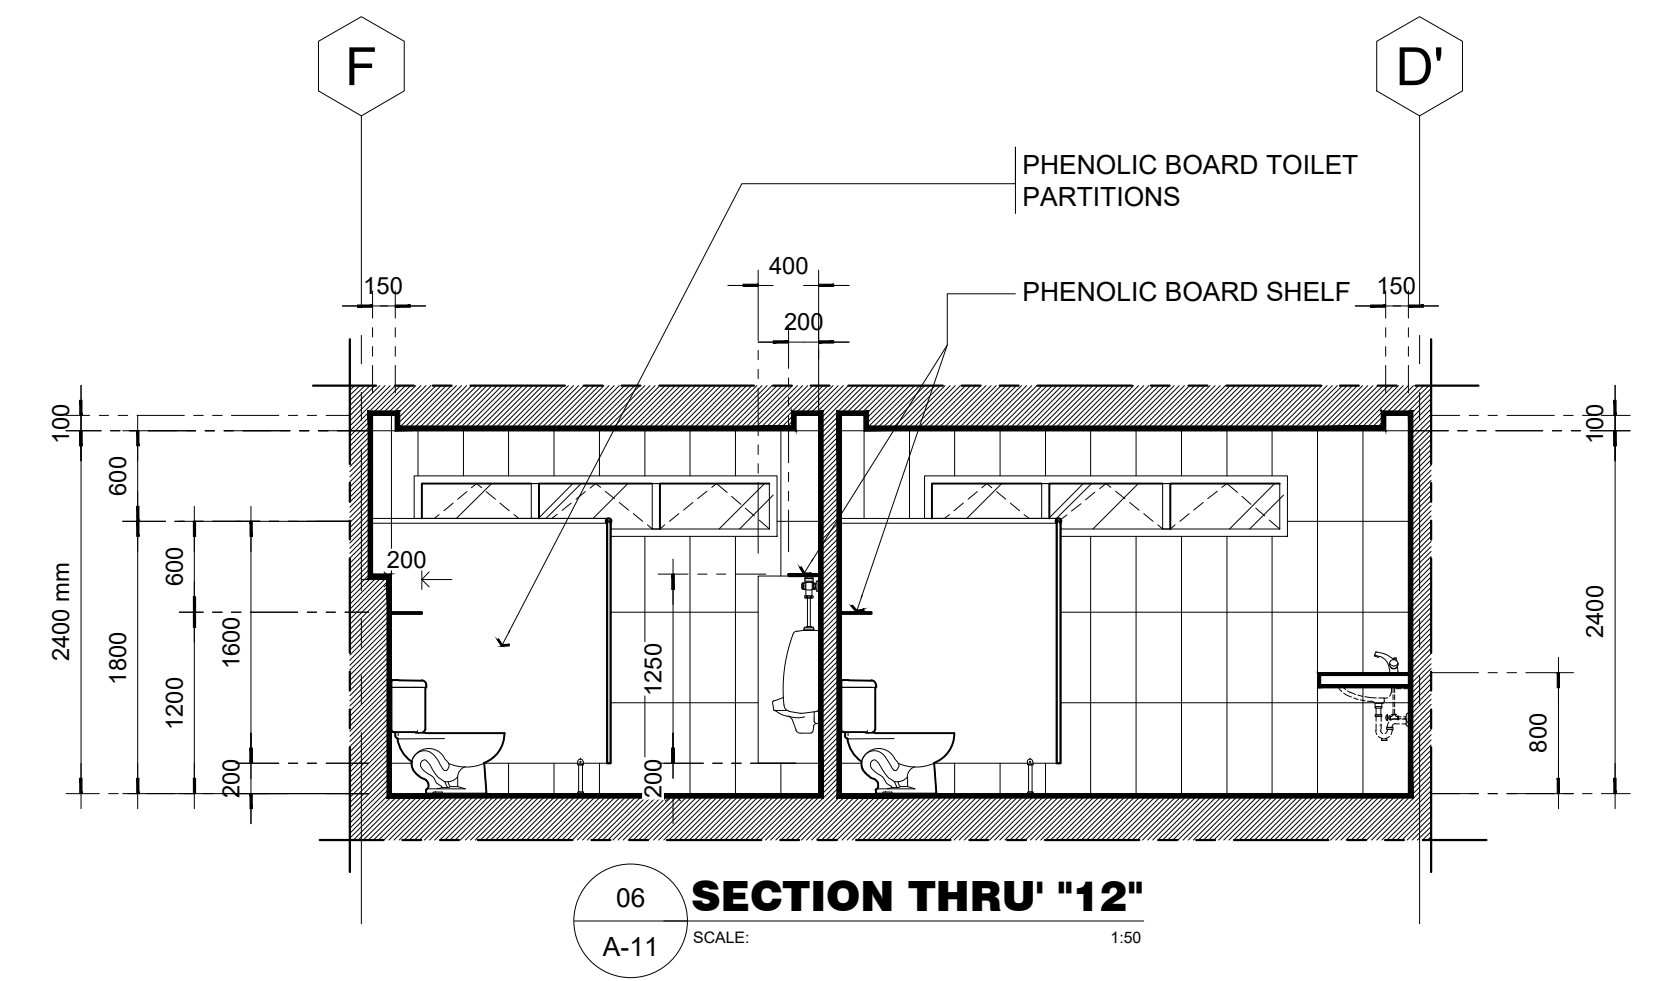 F
D'
PHENOLIC BOARD TOILET
PARTITIONS
400
150
PHENOLIC BOARD SHELF
150
200
100
100
600
200
600
2400 mm
1800
1600
1250
2400
1200
800
200
200
06
SECTION THRU' "12"
A-11
SCALE:
1:50